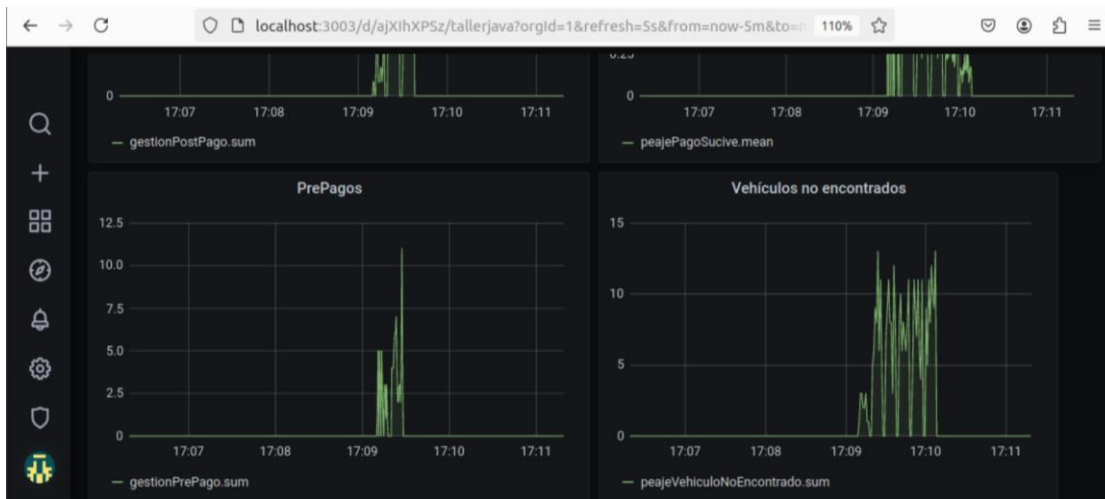 localhost:3003/d/ajXIhXPSz/tallerjava?orgId=1&refresh=5s&from=now-5m&to=n 110%
0
17:07 17:08 17:09 17:10 17:11
gestionPostPago.sum
0.25
0
17:07 17:08 17:09 17:10 17:11
peajePagoSucive.mean
PrePagos
12.5
10.0
7.5
5.0
2.5
0
17:07 17:08 17:09 17:10 17:11
gestionPrePago.sum
Vehículos no encontrados
15
10
5
0
17:07 17:08 17:09 17:10 17:11
peajeVehiculoNoEncontrado.sum